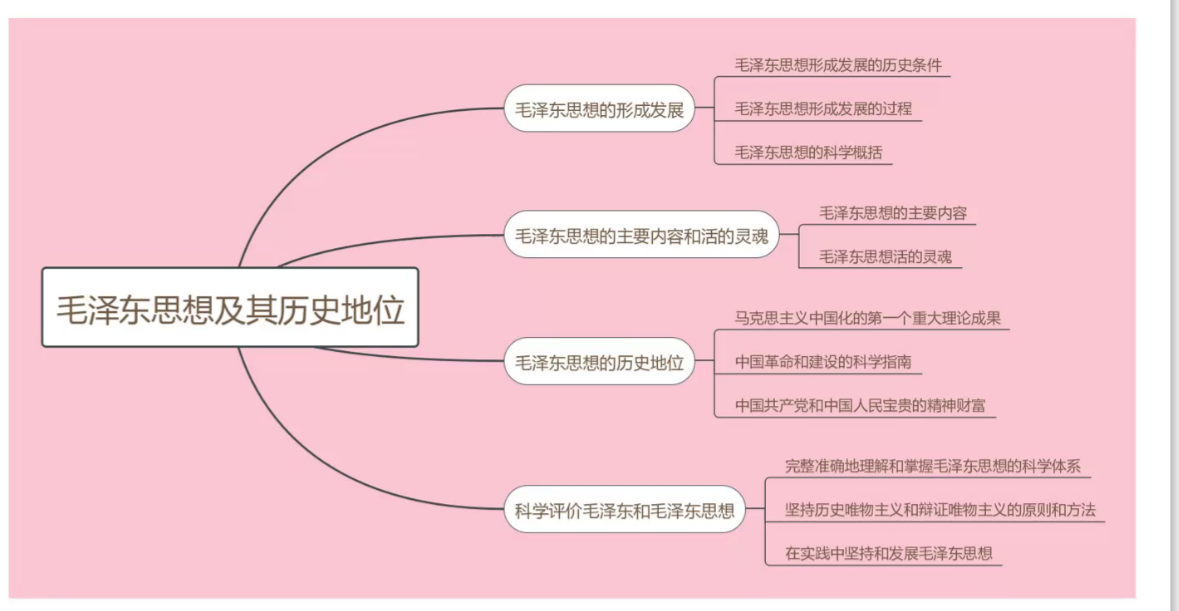 毛泽东思想及其历史地位
毛泽东思想的形成发展
毛泽东思想形成发展的历史条件
毛泽东思想形成发展的过程
毛泽东思想的科学概括
毛泽东思想的主要内容和活的灵魂
毛泽东思想的主要内容
毛泽东思想活的灵魂
毛泽东思想的历史地位
马克思主义中国化的第一个重大理论成果
中国革命和建设的科学指南
中国共产党和中国人民宝贵的精神财富
科学评价毛泽东和毛泽东思想
完整准确地理解和掌握毛泽东思想的科学体系
坚持历史唯物主义和辩证唯物主义的原则和方法
在实践中坚持和发展毛泽东思想